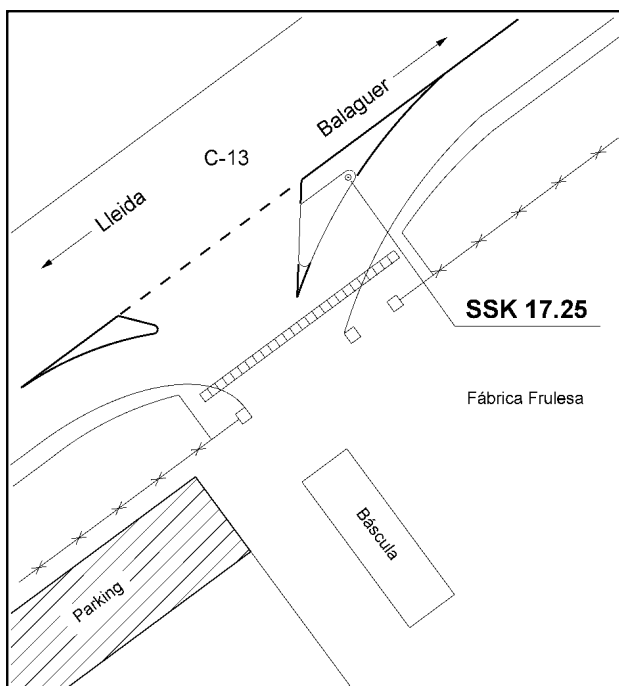 Balaguer
C-13
Lleida
SSK 17.25
Fábrica Frulesa
Báscula
Parking